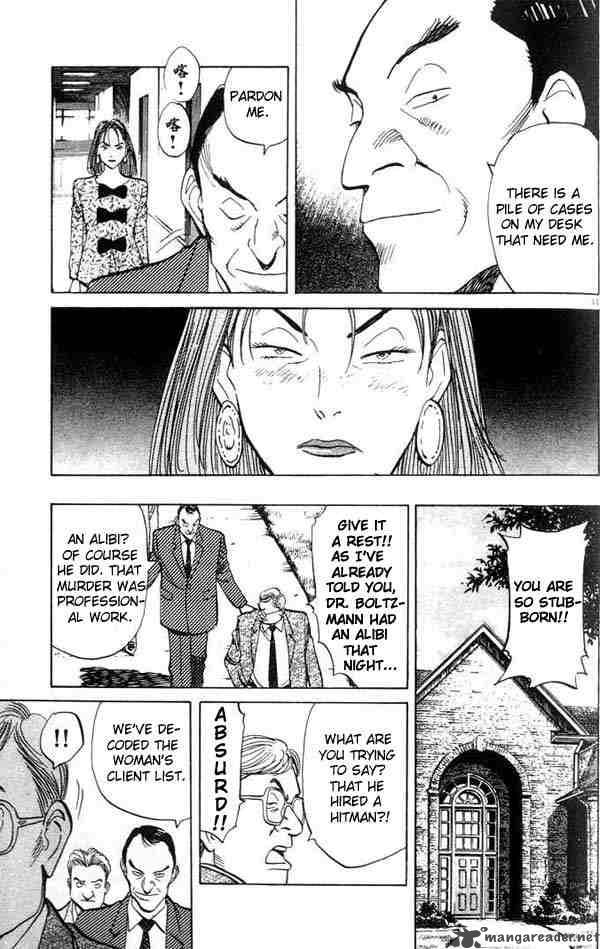 THERE IS A
PILE OF CASES
ON MY DESK
THAT NEED ME.
PARDON
ME.
喀!
喀!
11
YOU ARE
SO STUB-
BORN!!
GIVE IT
A REST!!
AS I'VE
ALREADY
TOLD YOU,
DR. BOLTZ-
MANN HAD
AN ALIBI
THAT
NIGHT...
AN ALIBI?
OF COURSE
HE DID. THAT
MURDER WAS
PROFESSION-
AL WORK.
WHAT ARE
YOU TRYING
TO SAY?
THAT HE
HIRED A
HITMAN?!
ABSURD!!
WE'VE DE-
CODED THE
WOMAN'S
CLIENT LIST.
!!
mangareader.net